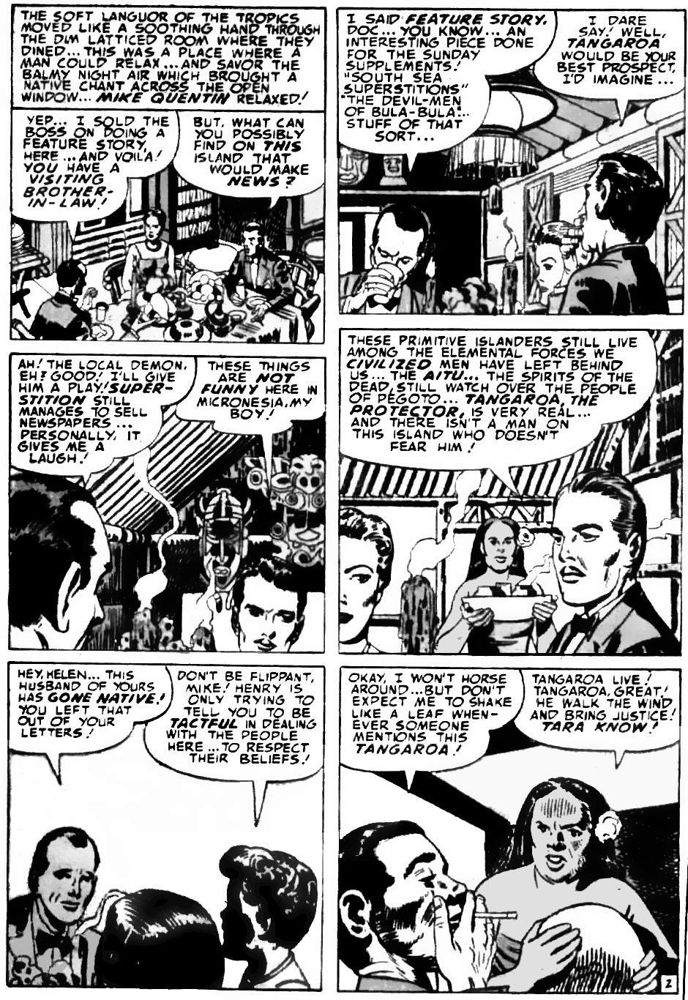 THE SOFT LANGUOR OF THE TROPICS
MOVED LIKE A SOOTHING HAND THROUGH
THE DIM LATTICED ROOM WHERE THEY
DINED... THIS WAS A PLACE WHERE A
MAN COULD RELAX...AND SAVOR THE
BALMY NIGHT AIR WHICH BROUGHT A
NATIVE CHANT ACROSS THE OPEN
WINDOW... MIKE QUENTIN RELAXED!
YEP... I SOLD THE
BOSS ON DOING A
FEATURE STORY,
HERE...AND VOILA!
YOU HAVE A
VISITING
BROTHER-
IN-LAW!
BUT, WHAT CAN
YOU POSSIBLY
FIND ON THIS
ISLAND THAT
WOULD MAKE
NEWS?
I SAID FEATURE STORY,
DOC... YOU KNOW... AN
INTERESTING PIECE DONE
FOR THE SUNDAY
SUPPLEMENTS!
"SOUTH SEA
SUPERSTITIONS"
"THE DEVIL-MEN
OF BULA-BULA"...
STUFF OF THAT
SORT...
I DARE
SAY! WELL,
TANGAROA
WOULD BE YOUR
BEST PROSPECT,
I'D IMAGINE...
AH! THE LOCAL DEMON,
EH? GOOD! I'LL GIVE
HIM A PLAY! SUPER-
STITION STILL
MANAGES TO SELL
NEWSPAPERS...
PERSONALLY, IT
GIVES ME A
LAUGH!
THESE THINGS
ARE NOT
FUNNY HERE IN
MICRONESIA, MY
BOY!
THESE PRIMITIVE ISLANDERS STILL LIVE
AMONG THE ELEMENTAL FORCES WE
CIVILIZED MEN HAVE LEFT BEHIND
US... THE AITU... THE SPIRITS OF THE
DEAD, STILL WATCH OVER THE PEOPLE
OF PEGOTO... TANGAROA, THE
PROTECTOR, IS VERY REAL...
AND THERE ISN'T A MAN ON
THIS ISLAND WHO DOESN'T
FEAR HIM!
HEY, HELEN... THIS
HUSBAND OF YOURS
HAS GONE NATIVE!
YOU LEFT THAT
OUT OF YOUR
LETTERS!
DON'T BE FLIPPANT,
MIKE! HENRY IS
ONLY TRYING TO
TELL YOU TO BE
TACTFUL IN DEALING
WITH THE PEOPLE
HERE...TO RESPECT
THEIR BELIEFS!
OKAY, I WON'T HORSE
AROUND...BUT DON'T
EXPECT ME TO SHAKE
LIKE A LEAF WHEN-
EVER SOMEONE
MENTIONS THIS
TANGAROA!
TANGAROA LIVE!
TANGAROA, GREAT!
HE WALK THE WIND
AND BRING JUSTICE!
TARA KNOW!
2